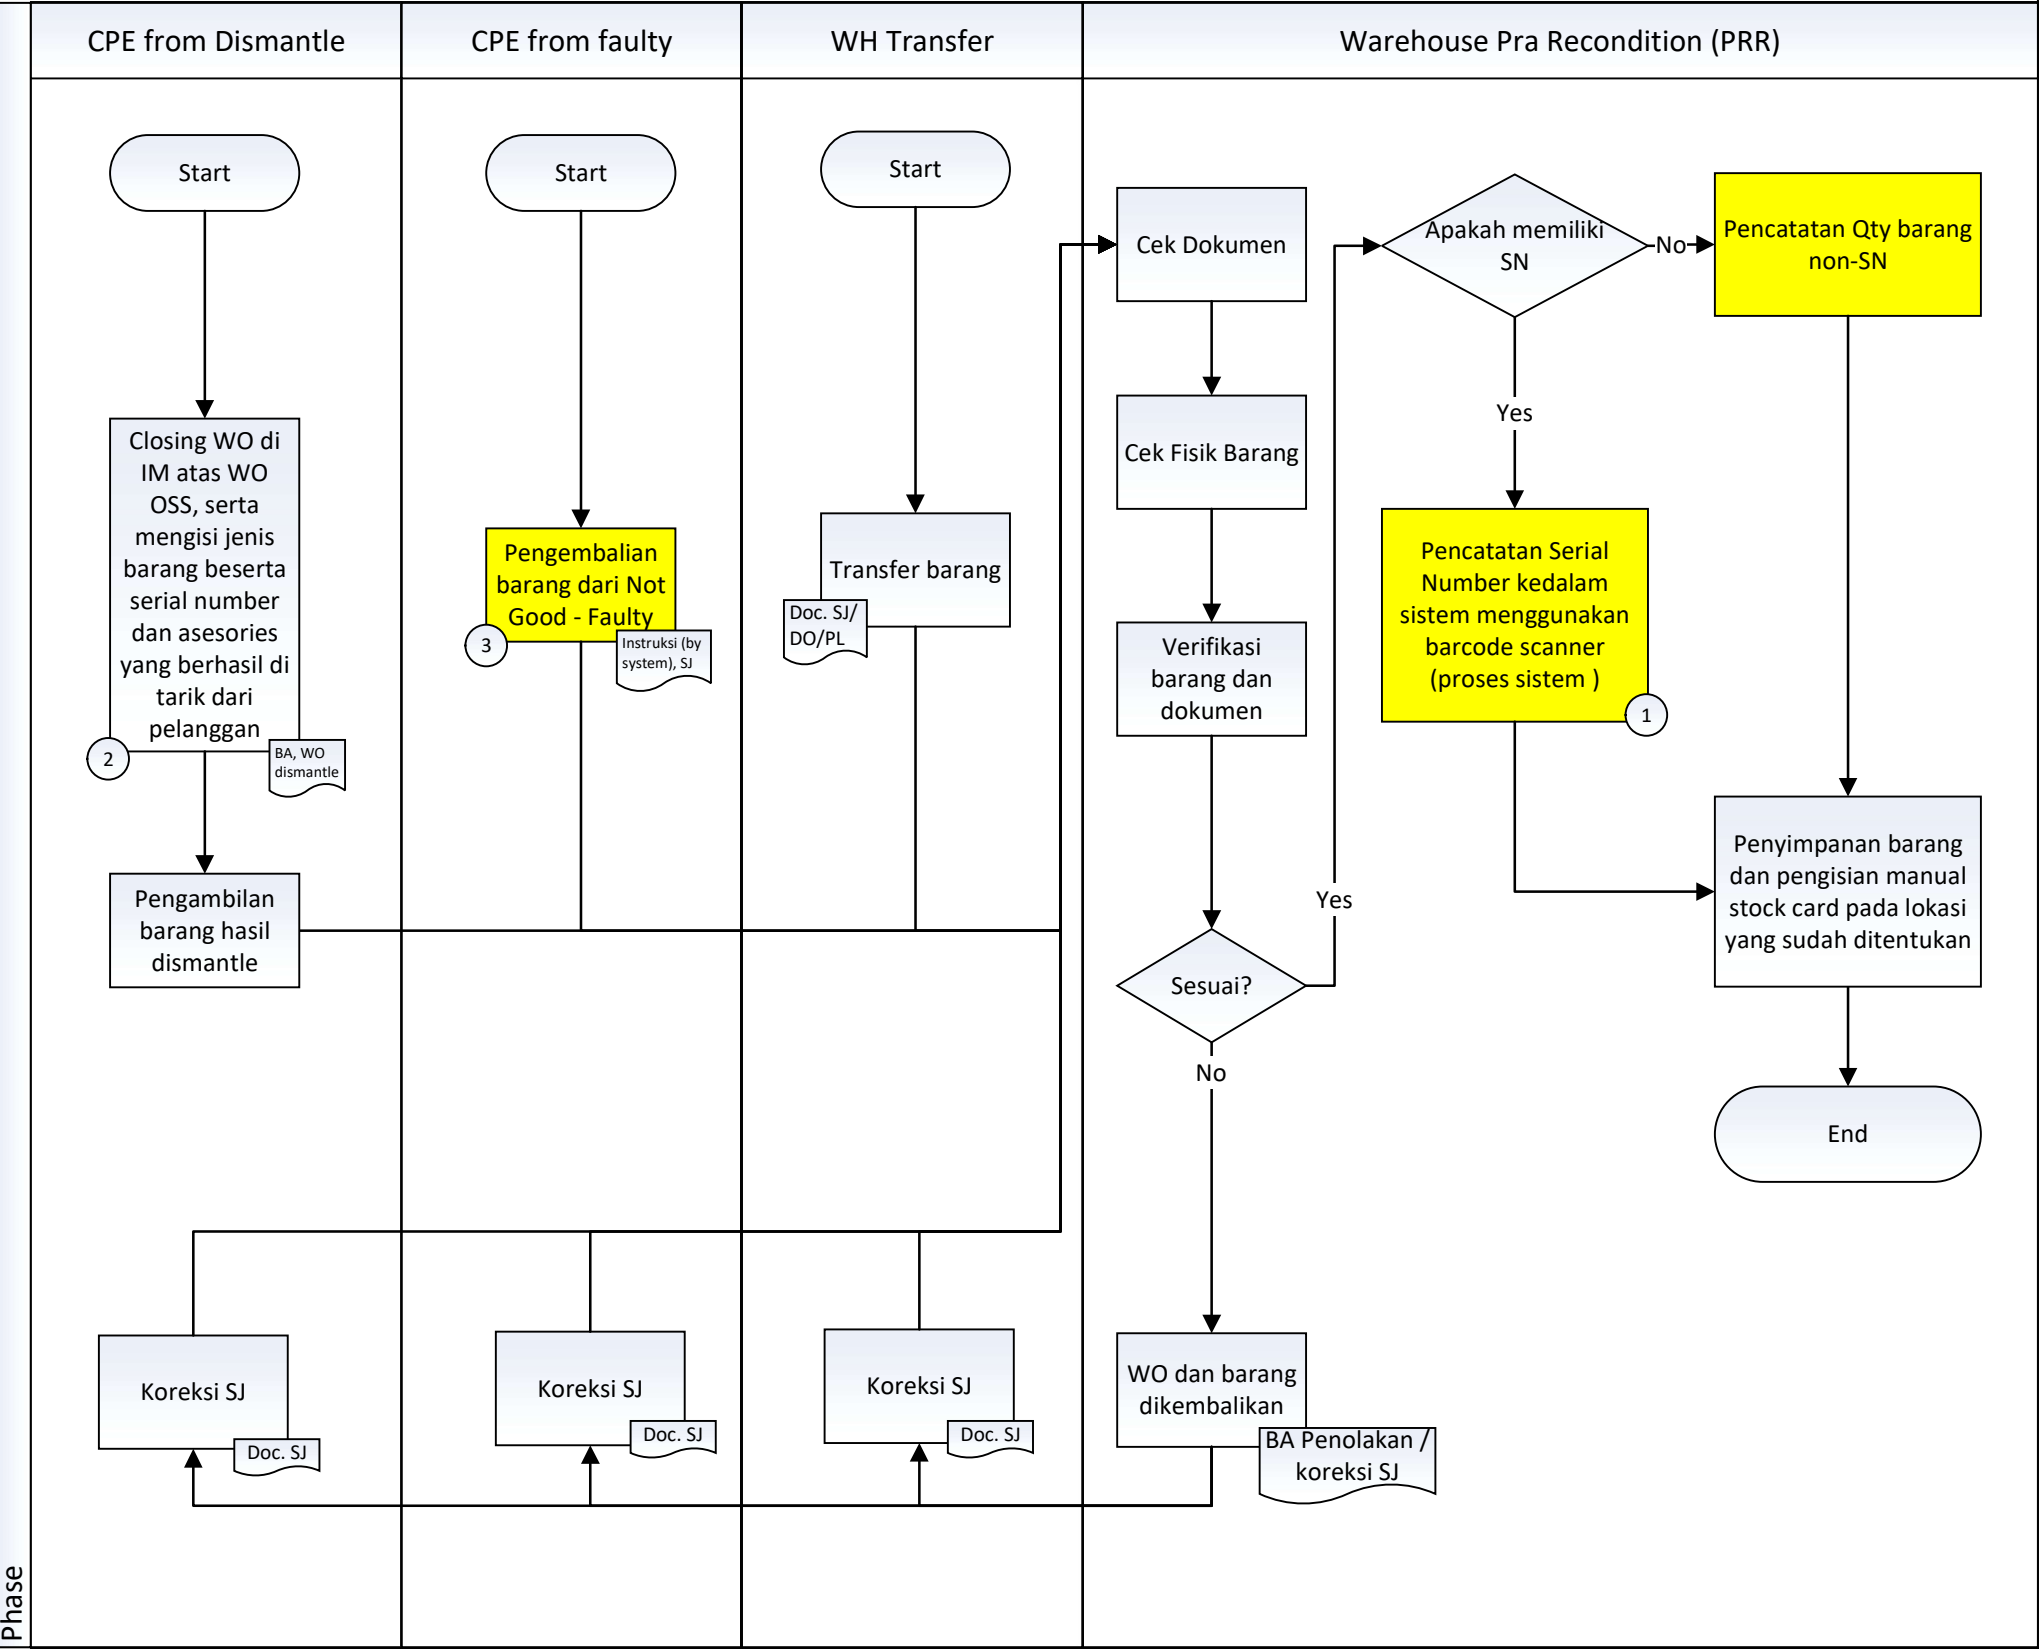 CPE from Dismantle
CPE from faulty
WH Transfer
Warehouse Pra Recondition (PRR)
Phase
Start
Closing WO di
IM atas WO
OSS, serta
mengisi jenis
barang beserta
serial number
dan asesories
yang berhasil di
tarik dari
pelanggan
2
BA, WO
dismantle
Pengambilan
barang hasil
dismantle
Koreksi SJ
Doc. SJ
Start
Pengembalian
barang dari Not
Good - Faulty
3
Instruksi (by
system), SJ
Koreksi SJ
Doc. SJ
Start
Transfer barang
Doc. SJ/
DO/PL
Koreksi SJ
Doc. SJ
Cek Dokumen
Cek Fisik Barang
Verifikasi
barang dan
dokumen
Sesuai?
Yes
No
WO dan barang
dikembalikan
BA Penolakan /
koreksi SJ
Apakah memiliki
SN
No
Yes
Pencatatan Serial
Number kedalam
sistem menggunakan
barcode scanner
(proses sistem )
1
Pencatatan Qty barang
non-SN
Penyimpanan barang
dan pengisian manual
stock card pada lokasi
yang sudah ditentukan
End